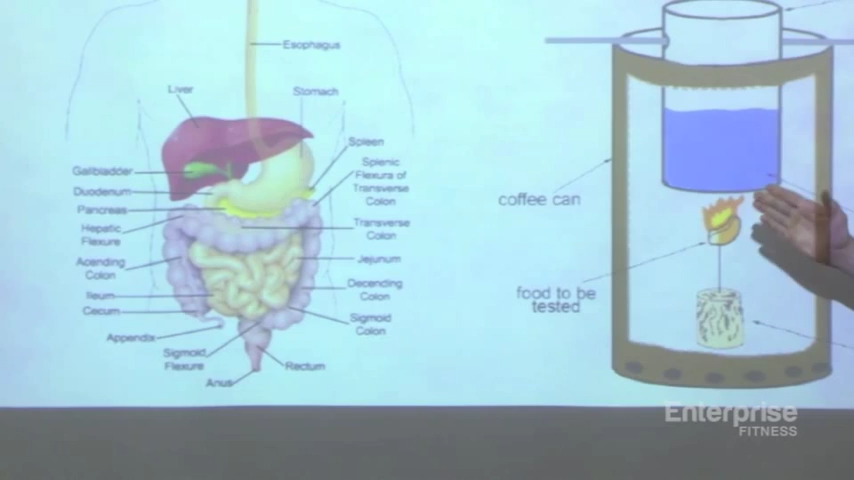 Esophagus
Liver
Stomach
Spleen
Gallbladder
Splenic
Flexura of
Transverse
Colon
Duodenum
Pancreas
Hepatic
Flexure
Transverse
Colon
Acending
Colon
Jejunum
Ileum
Decending
Colon
Cecum
Sigmoid
Colon
Appendix
Sigmoid
Flexure
Rectum
Anus
coffee can
food to be
tested
Enterprise
FITNESS